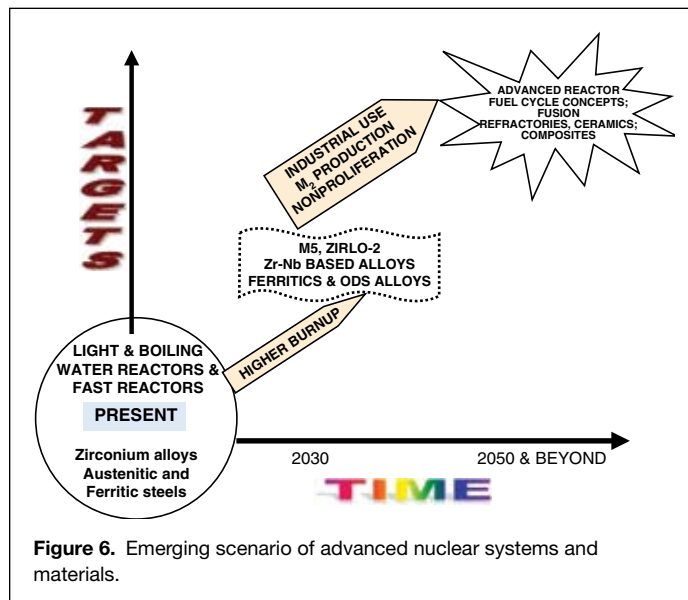 TARGETS
ADVANCED REACTOR
FUEL CYCLE CONCEPTS;
FUSION
REFRACTORIES, CERAMICS;
COMPOSITES
INDUSTRIAL USE
M₂ PRODUCTION
NONPROLIFERATION
M5, ZIRLO-2
Zr-Nb BASED ALLOYS
FERRITICS & ODS ALLOYS
HIGHER BURNUP
LIGHT & BOILING
WATER REACTORS &
FAST REACTORS
PRESENT
Zirconium alloys
Austenitic and
Ferritic steels
2030
2050 & BEYOND
TIME
Figure 6. Emerging scenario of advanced nuclear systems and
materials.